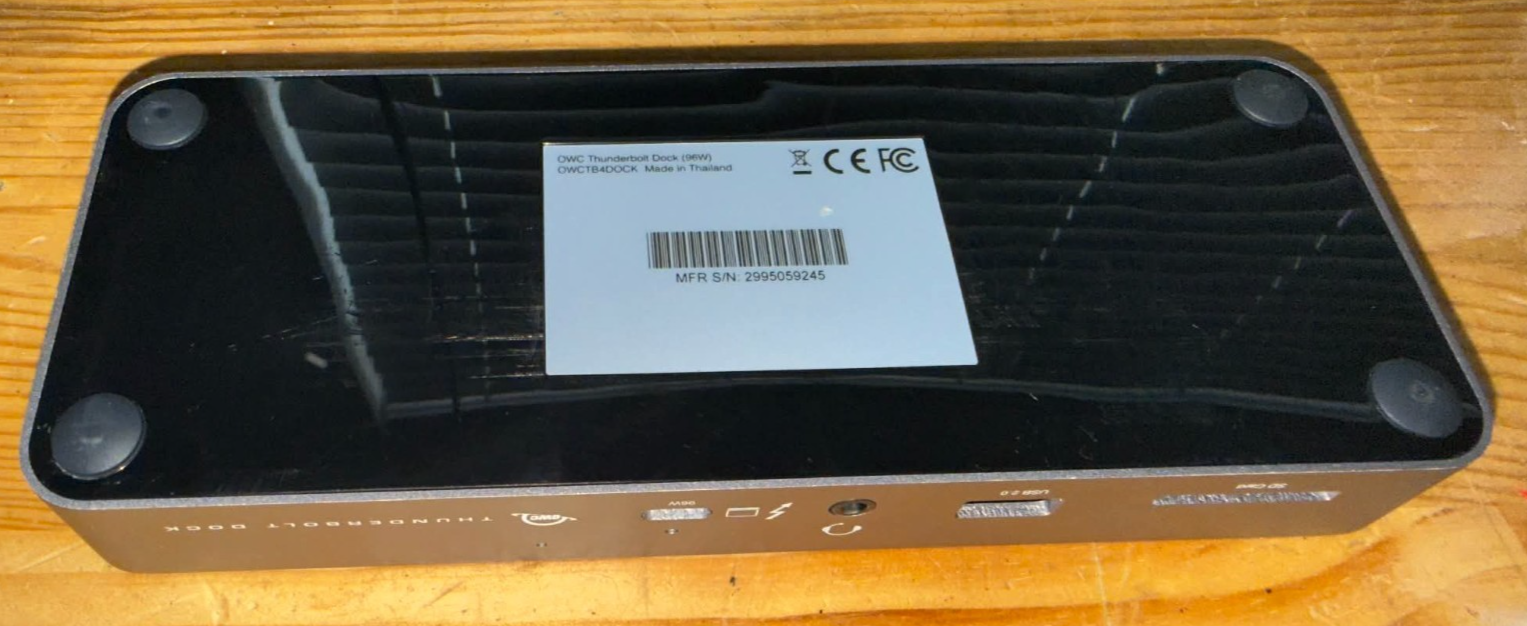 OWC Thunderbolt Dock (96W)
OWCTB4DOCK Made in Thailand
CE FC
MFR S/N: 2995059245
THUNDERBOLT DOCK
OWC
96W
USB 2.0
SD Card